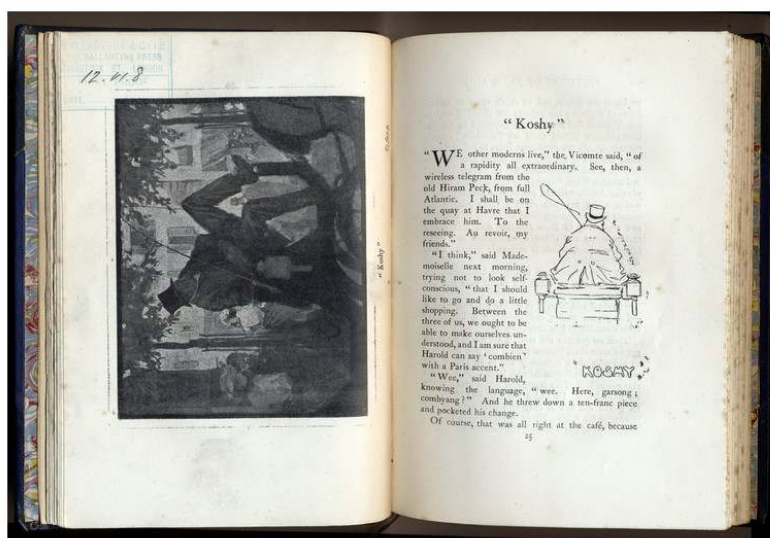 BALLANTYNE PRESS
LONDON
12.VI.8
"Koshy"
"Koshy"
"WE other moderns live," the Vicomte said, "of
a rapidity all extraordinary. See, then, a
wireless telegram from the
old Hiram Peck, from full
Atlantic. I shall be on
the quay at Havre that I
embrace him. To the
reseeing. Au revoir, my
friends."
"I think," said Made-
moiselle next morning,
trying not to look self-
conscious, "that I should
like to go and do a little
shopping. Between the
three of us, we ought to be
able to make ourselves un-
derstood, and I am sure that
Harold can say 'combien'
with a Paris accent."
"Wee," said Harold,
knowing the language, "wee. Here, garsong;
combyang?" And he threw down a ten-franc piece
and pocketed his change.
Of course, that was all right at the café, because
25
KOSHY